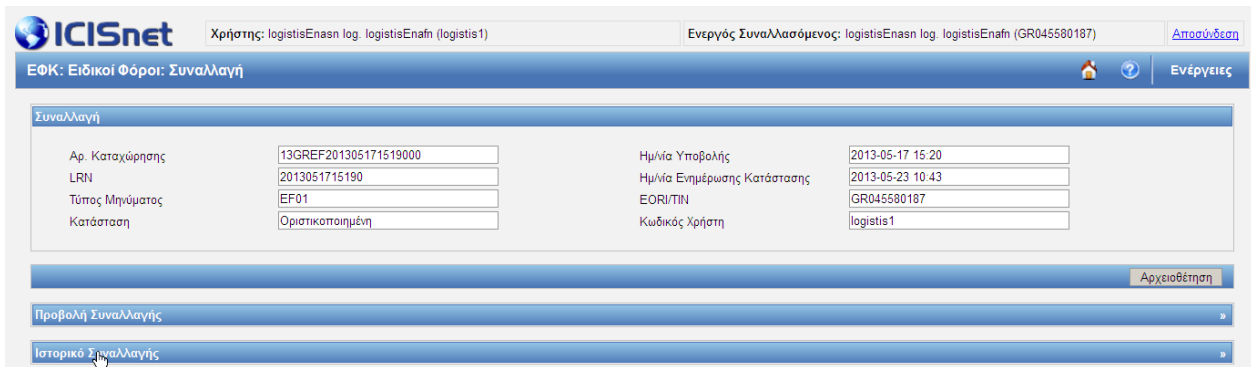 ICISnet
Χρήστης: logistisEnasn log. logistisEnafn (logistis1)
Ενεργός Συναλλασόμενος: logistisEnasn log. logistisEnafn (GR045580187)
Αποσύνδεση
ΕΦΚ: Ειδικοί Φόροι: Συναλλαγή
Ενέργειες
Συναλλαγή
Αρ. Καταχώρησης 13GREF201305171519000 Ημ/νία Υποβολής 2013-05-17 15:20
LRN 2013051715190 Ημ/νία Ενημέρωσης Κατάστασης 2013-05-23 10:43
Τύπος Μηνύματος EF01 EORI/TIN GR045580187
Κατάσταση Οριστικοποιημένη Κωδικός Χρήστη logistis1
Αρχειοθέτηση
Προβολή Συναλλαγής »
Ιστορικό Συναλλαγής »